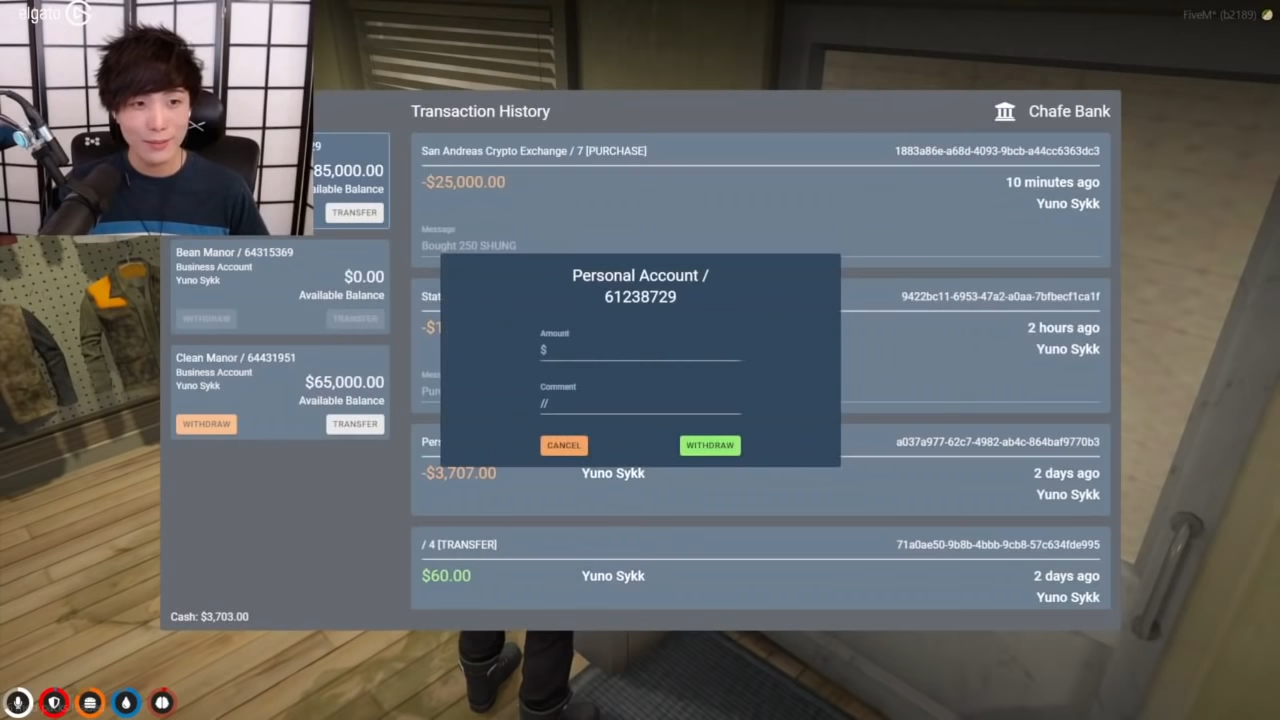 elgato
FiveM* (b2189)
Transaction History
Chafe Bank
85,000.00
Available Balance
TRANSFER
Bean Manor / 64315369
Business Account
Yuno Sykk
$0.00
Available Balance
WITHDRAW
TRANSFER
Clean Manor / 64431951
Business Account
Yuno Sykk
$65,000.00
Available Balance
WITHDRAW
TRANSFER
Cash: $3,703.00
San Andreas Crypto Exchange / 7 [PURCHASE]
1883a86e-a68d-4093-9bcb-a44cc6363dc3
-$25,000.00
10 minutes ago
Yuno Sykk
Message
Bought 250 SHUNG
9422bc11-6953-47a2-a0aa-7bfbecf1ca1f
2 hours ago
Yuno Sykk
Personal Account /
61238729
Amount
$
Comment
//
CANCEL
WITHDRAW
a037a977-62c7-4982-ab4c-864baf9770b3
-$3,707.00
Yuno Sykk
2 days ago
Yuno Sykk
/ 4 [TRANSFER]
71a0ae50-9b8b-4bbb-9cb8-57c634fde995
$60.00
Yuno Sykk
2 days ago
Yuno Sykk